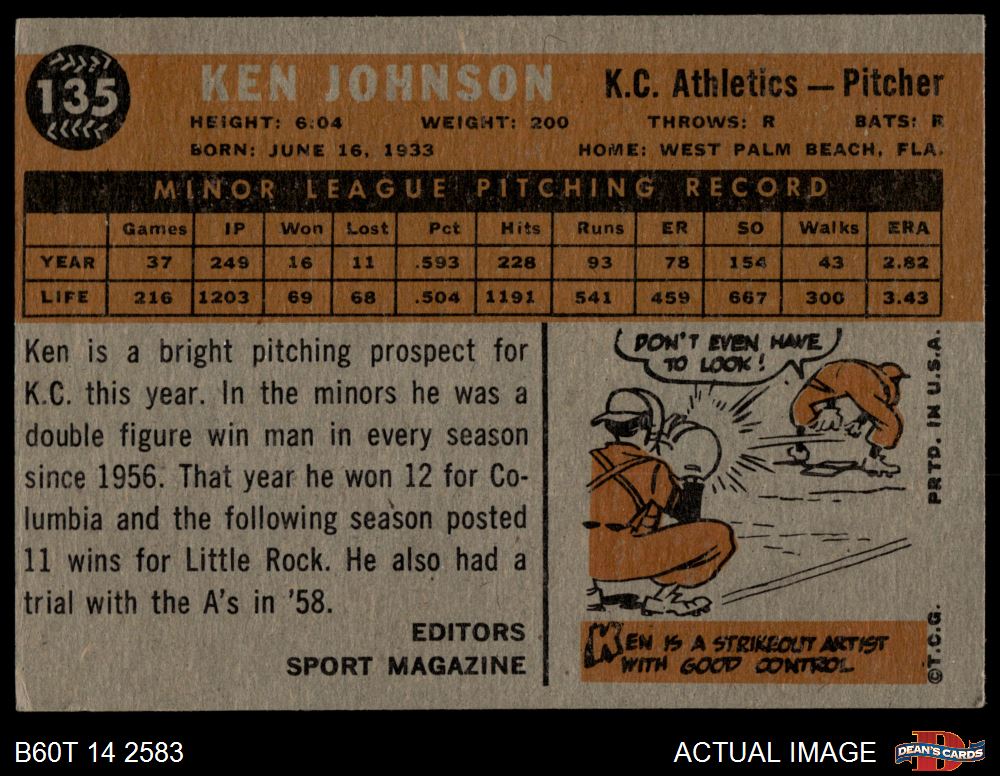 135
KEN JOHNSON
K.C. Athletics — Pitcher
HEIGHT: 6:04 WEIGHT: 200 THROWS: R BATS: R
BORN: JUNE 16, 1933 HOME: WEST PALM BEACH, FLA.
MINOR LEAGUE PITCHING RECORD
Games IP Won Lost Pct Hits Runs ER SO Walks ERA
YEAR 37 249 16 11 .593 228 93 78 154 43 2.82
LIFE 216 1203 69 68 .504 1191 541 459 667 300 3.43
Ken is a bright pitching prospect for
K.C. this year. In the minors he was a
double figure win man in every season
since 1956. That year he won 12 for Co-
lumbia and the following season posted
11 wins for Little Rock. He also had a
trial with the A's in '58.
EDITORS
SPORT MAGAZINE
DON'T EVEN HAVE
TO LOOK!
KEN IS A STRIKEOUT ARTIST
WITH GOOD CONTROL
PRTD. IN U.S.A.
©T.C.G.
B60T 14 2583
ACTUAL IMAGE
D
DEAN'S CARDS